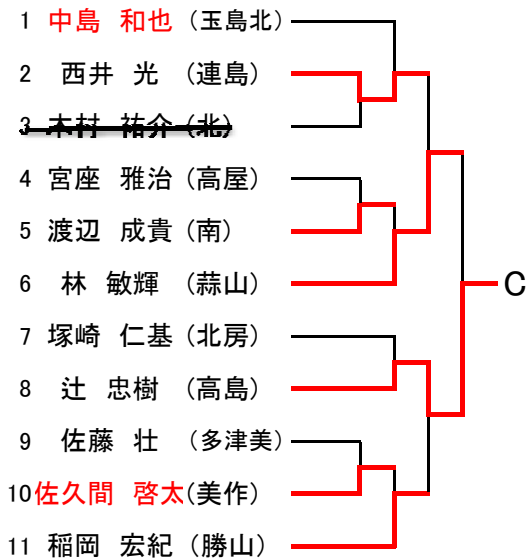 1 中島 和也 (玉島北)
2 西井 光 (連島)
3 木村 祐介 (北)
4 宮座 雅治 (高屋)
5 渡辺 成貴 (南)
6 林 敏輝 (蒜山)
C
7 塚崎 仁基 (北房)
8 辻 忠樹 (高島)
9 佐藤 壮 (多津美)
10 佐久間 啓太 (美作)
11 稲岡 宏紀 (勝山)